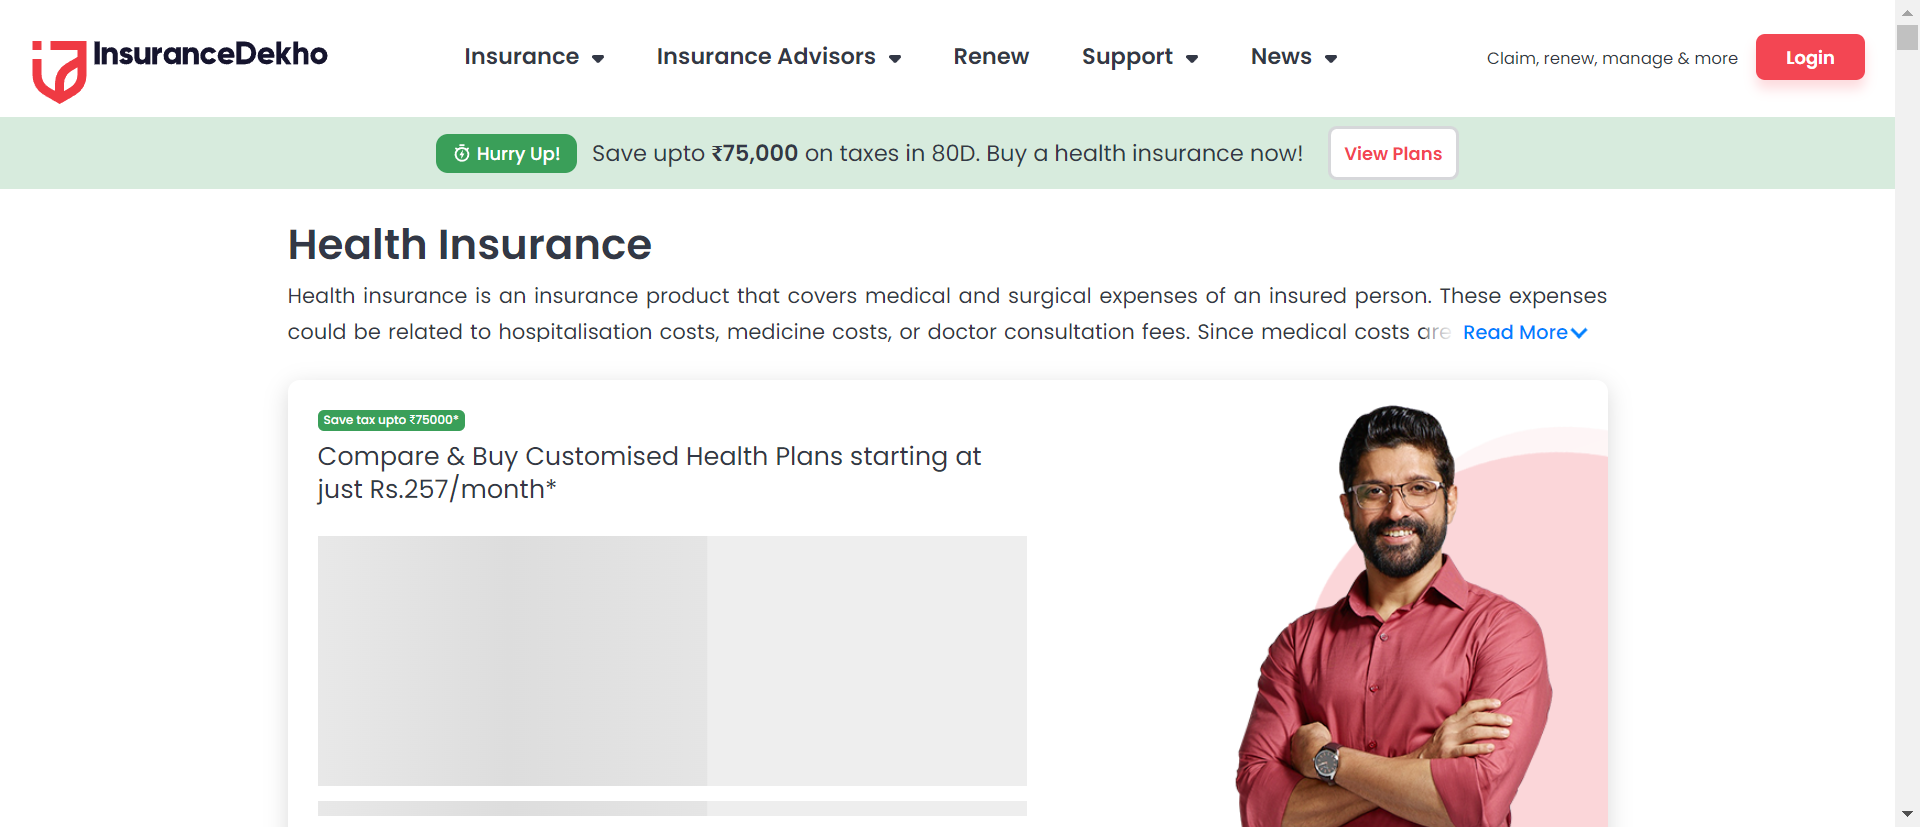 InsuranceDekho
Insurance
Insurance Advisors
Renew
Support
News
Claim, renew, manage & more
Login
Hurry Up!
Save upto ₹75,000 on taxes in 80D. Buy a health insurance now!
View Plans
Health Insurance
Health insurance is an insurance product that covers medical and surgical expenses of an insured person. These expenses
could be related to hospitalisation costs, medicine costs, or doctor consultation fees. Since medical costs are Read More
Save tax upto ₹75000*
Compare & Buy Customised Health Plans starting at
just Rs.257/month*